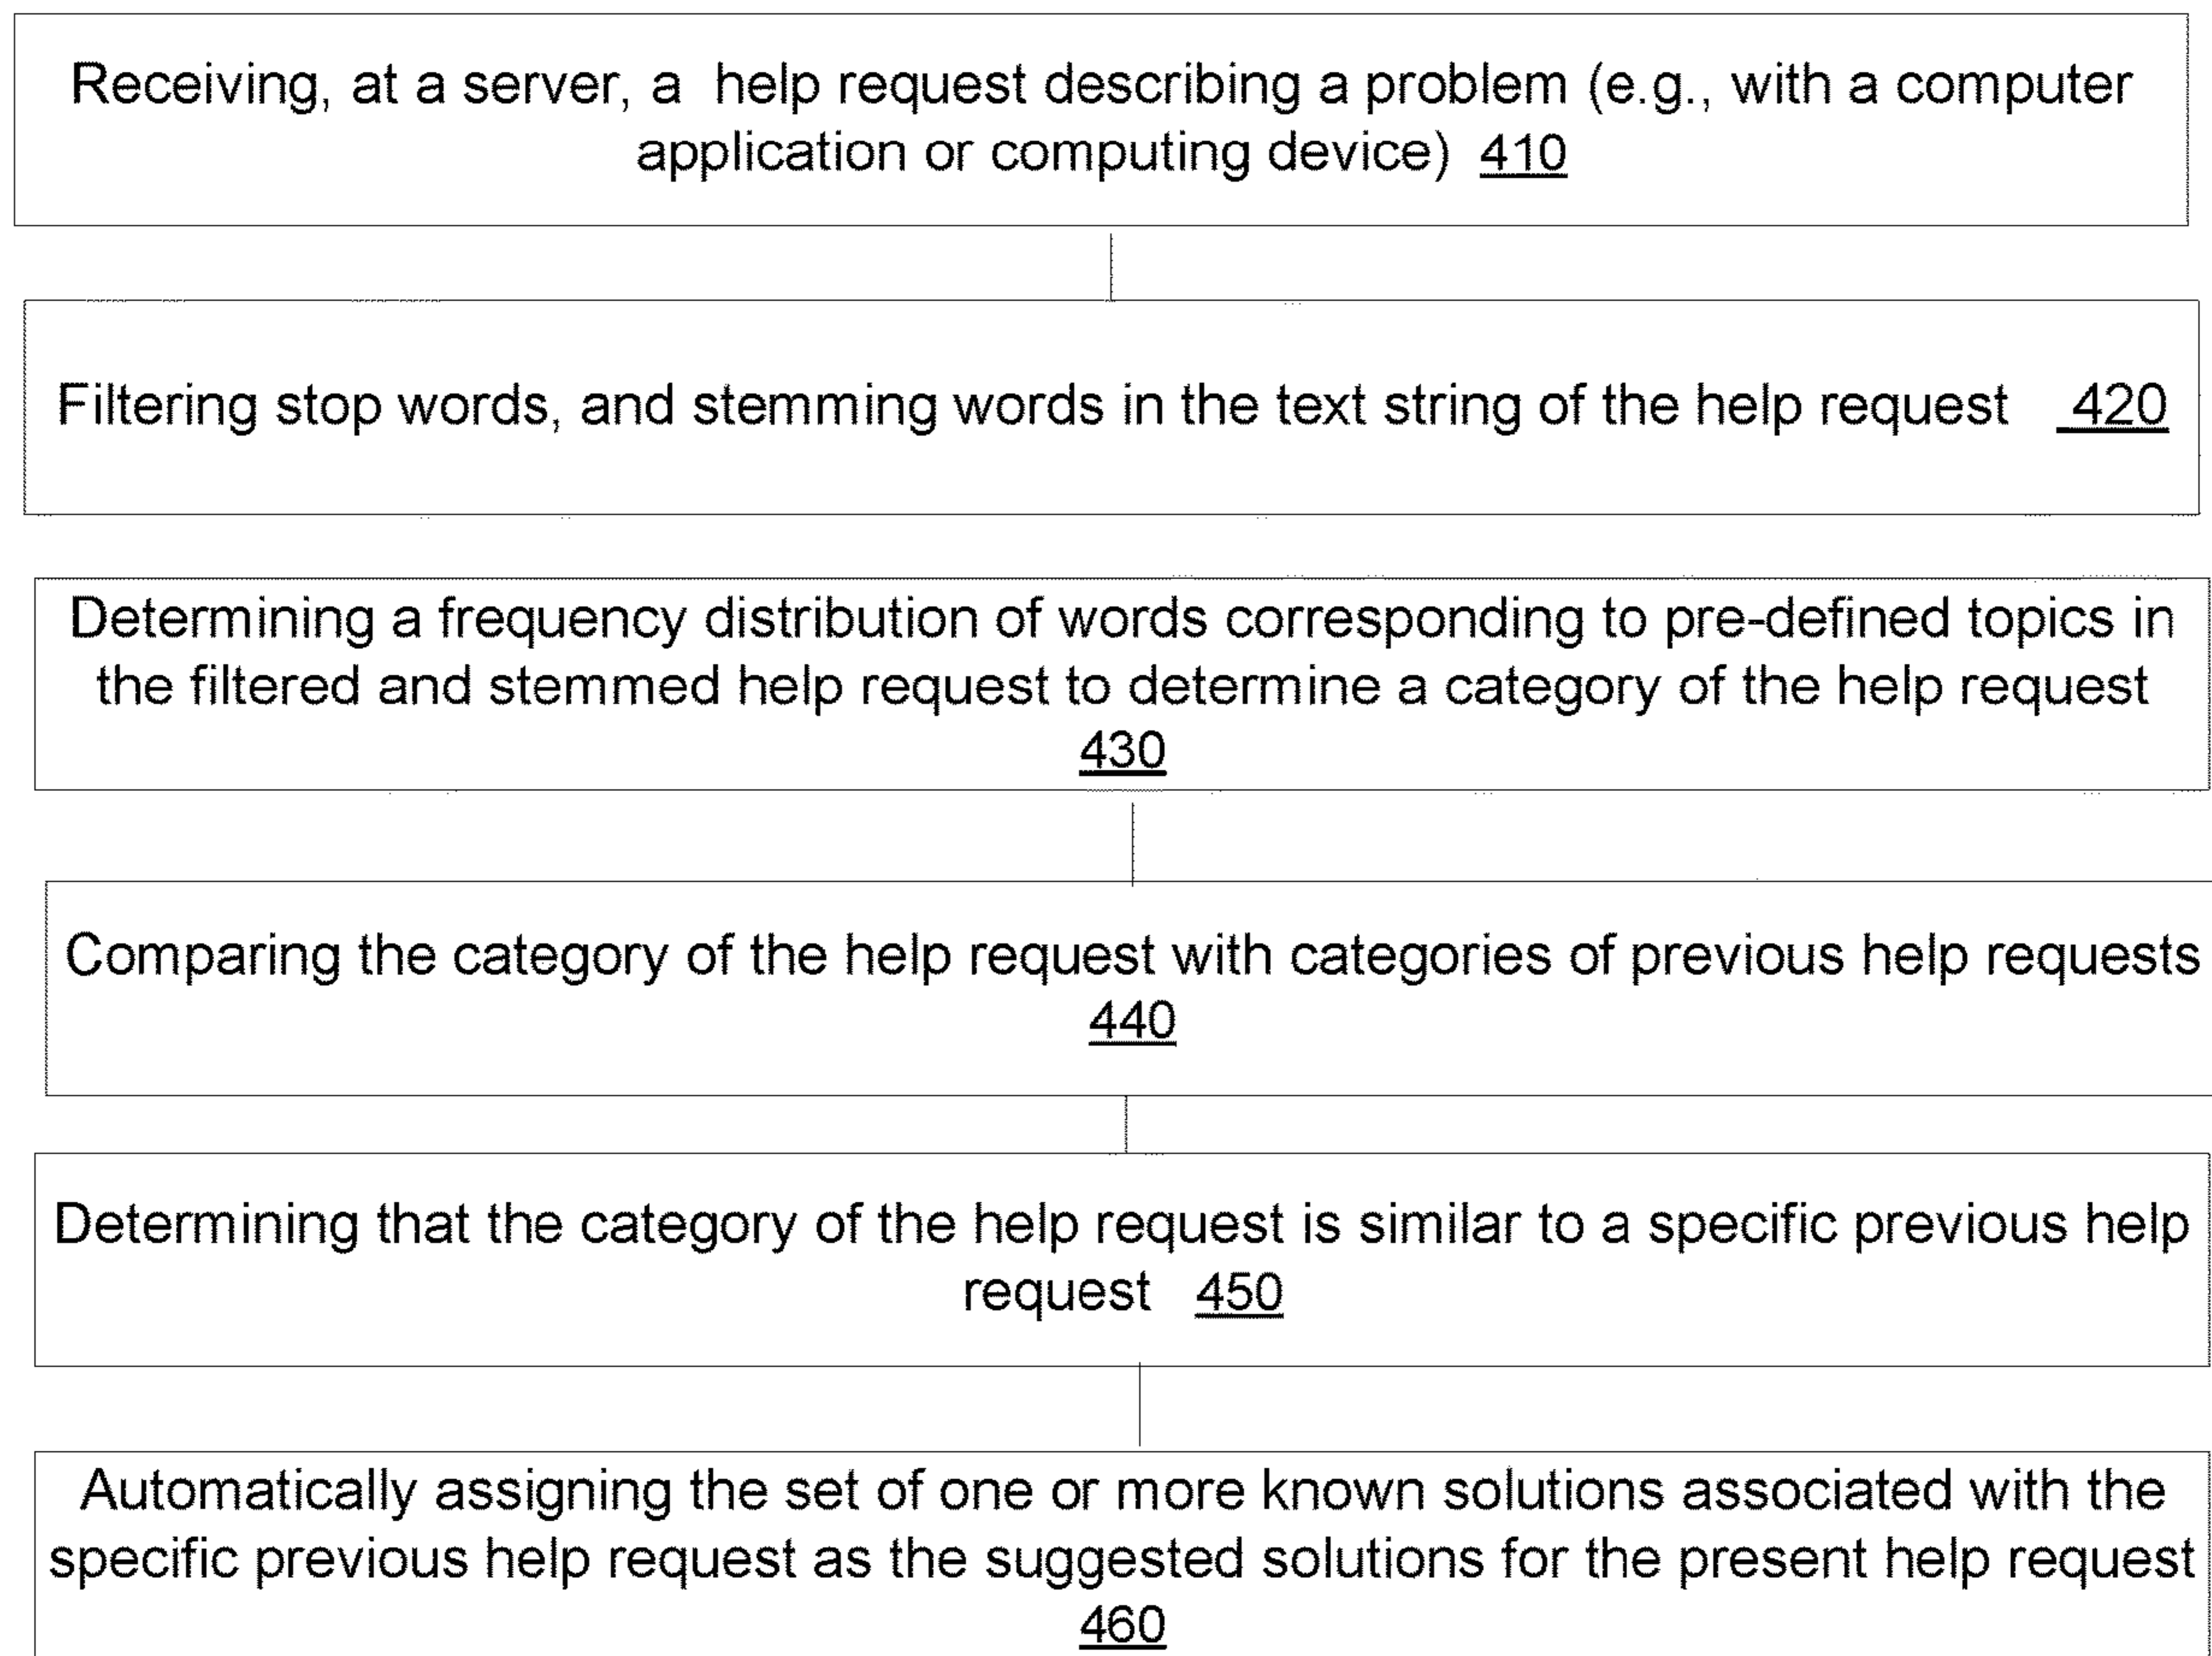 Receiving, at a server, a help request describing a problem (e.g., with a computer
application or computing device) 410
Filtering stop words, and stemming words in the text string of the help request 420
Determining a frequency distribution of words corresponding to pre-defined topics in
the filtered and stemmed help request to determine a category of the help request
430
Comparing the category of the help request with categories of previous help requests
440
Determining that the category of the help request is similar to a specific previous help
request 450
Automatically assigning the set of one or more known solutions associated with the
specific previous help request as the suggested solutions for the present help request
460